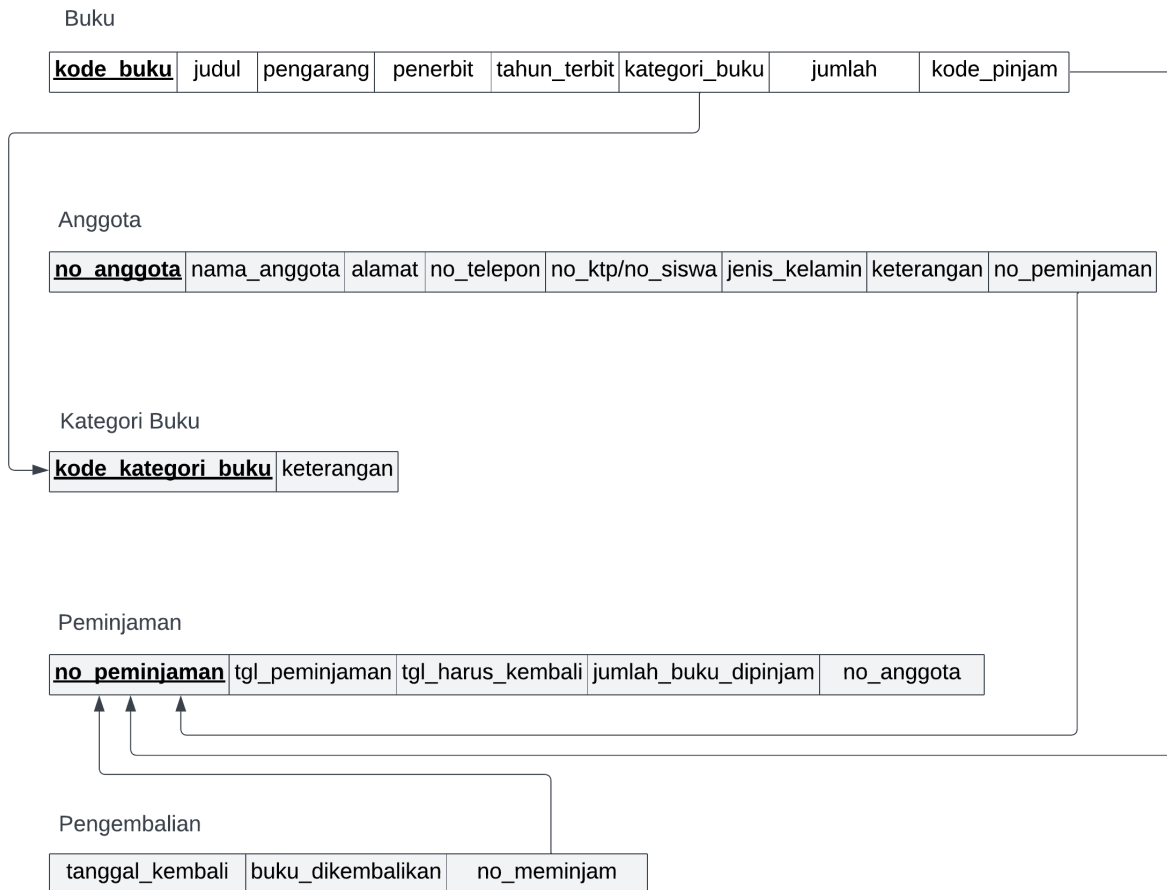 Buku
kode_buku judul pengarang penerbit tahun_terbit kategori_buku jumlah kode_pinjam
Anggota
no_anggota nama_anggota alamat no_telepon no_ktp/no_siswa jenis_kelamin keterangan no_peminjaman
Kategori Buku
kode_kategori_buku keterangan
Peminjaman
no_peminjaman tgl_peminjaman tgl_harus_kembali jumlah_buku_dipinjam no_anggota
Pengembalian
tanggal_kembali buku_dikembalikan no_meminjam